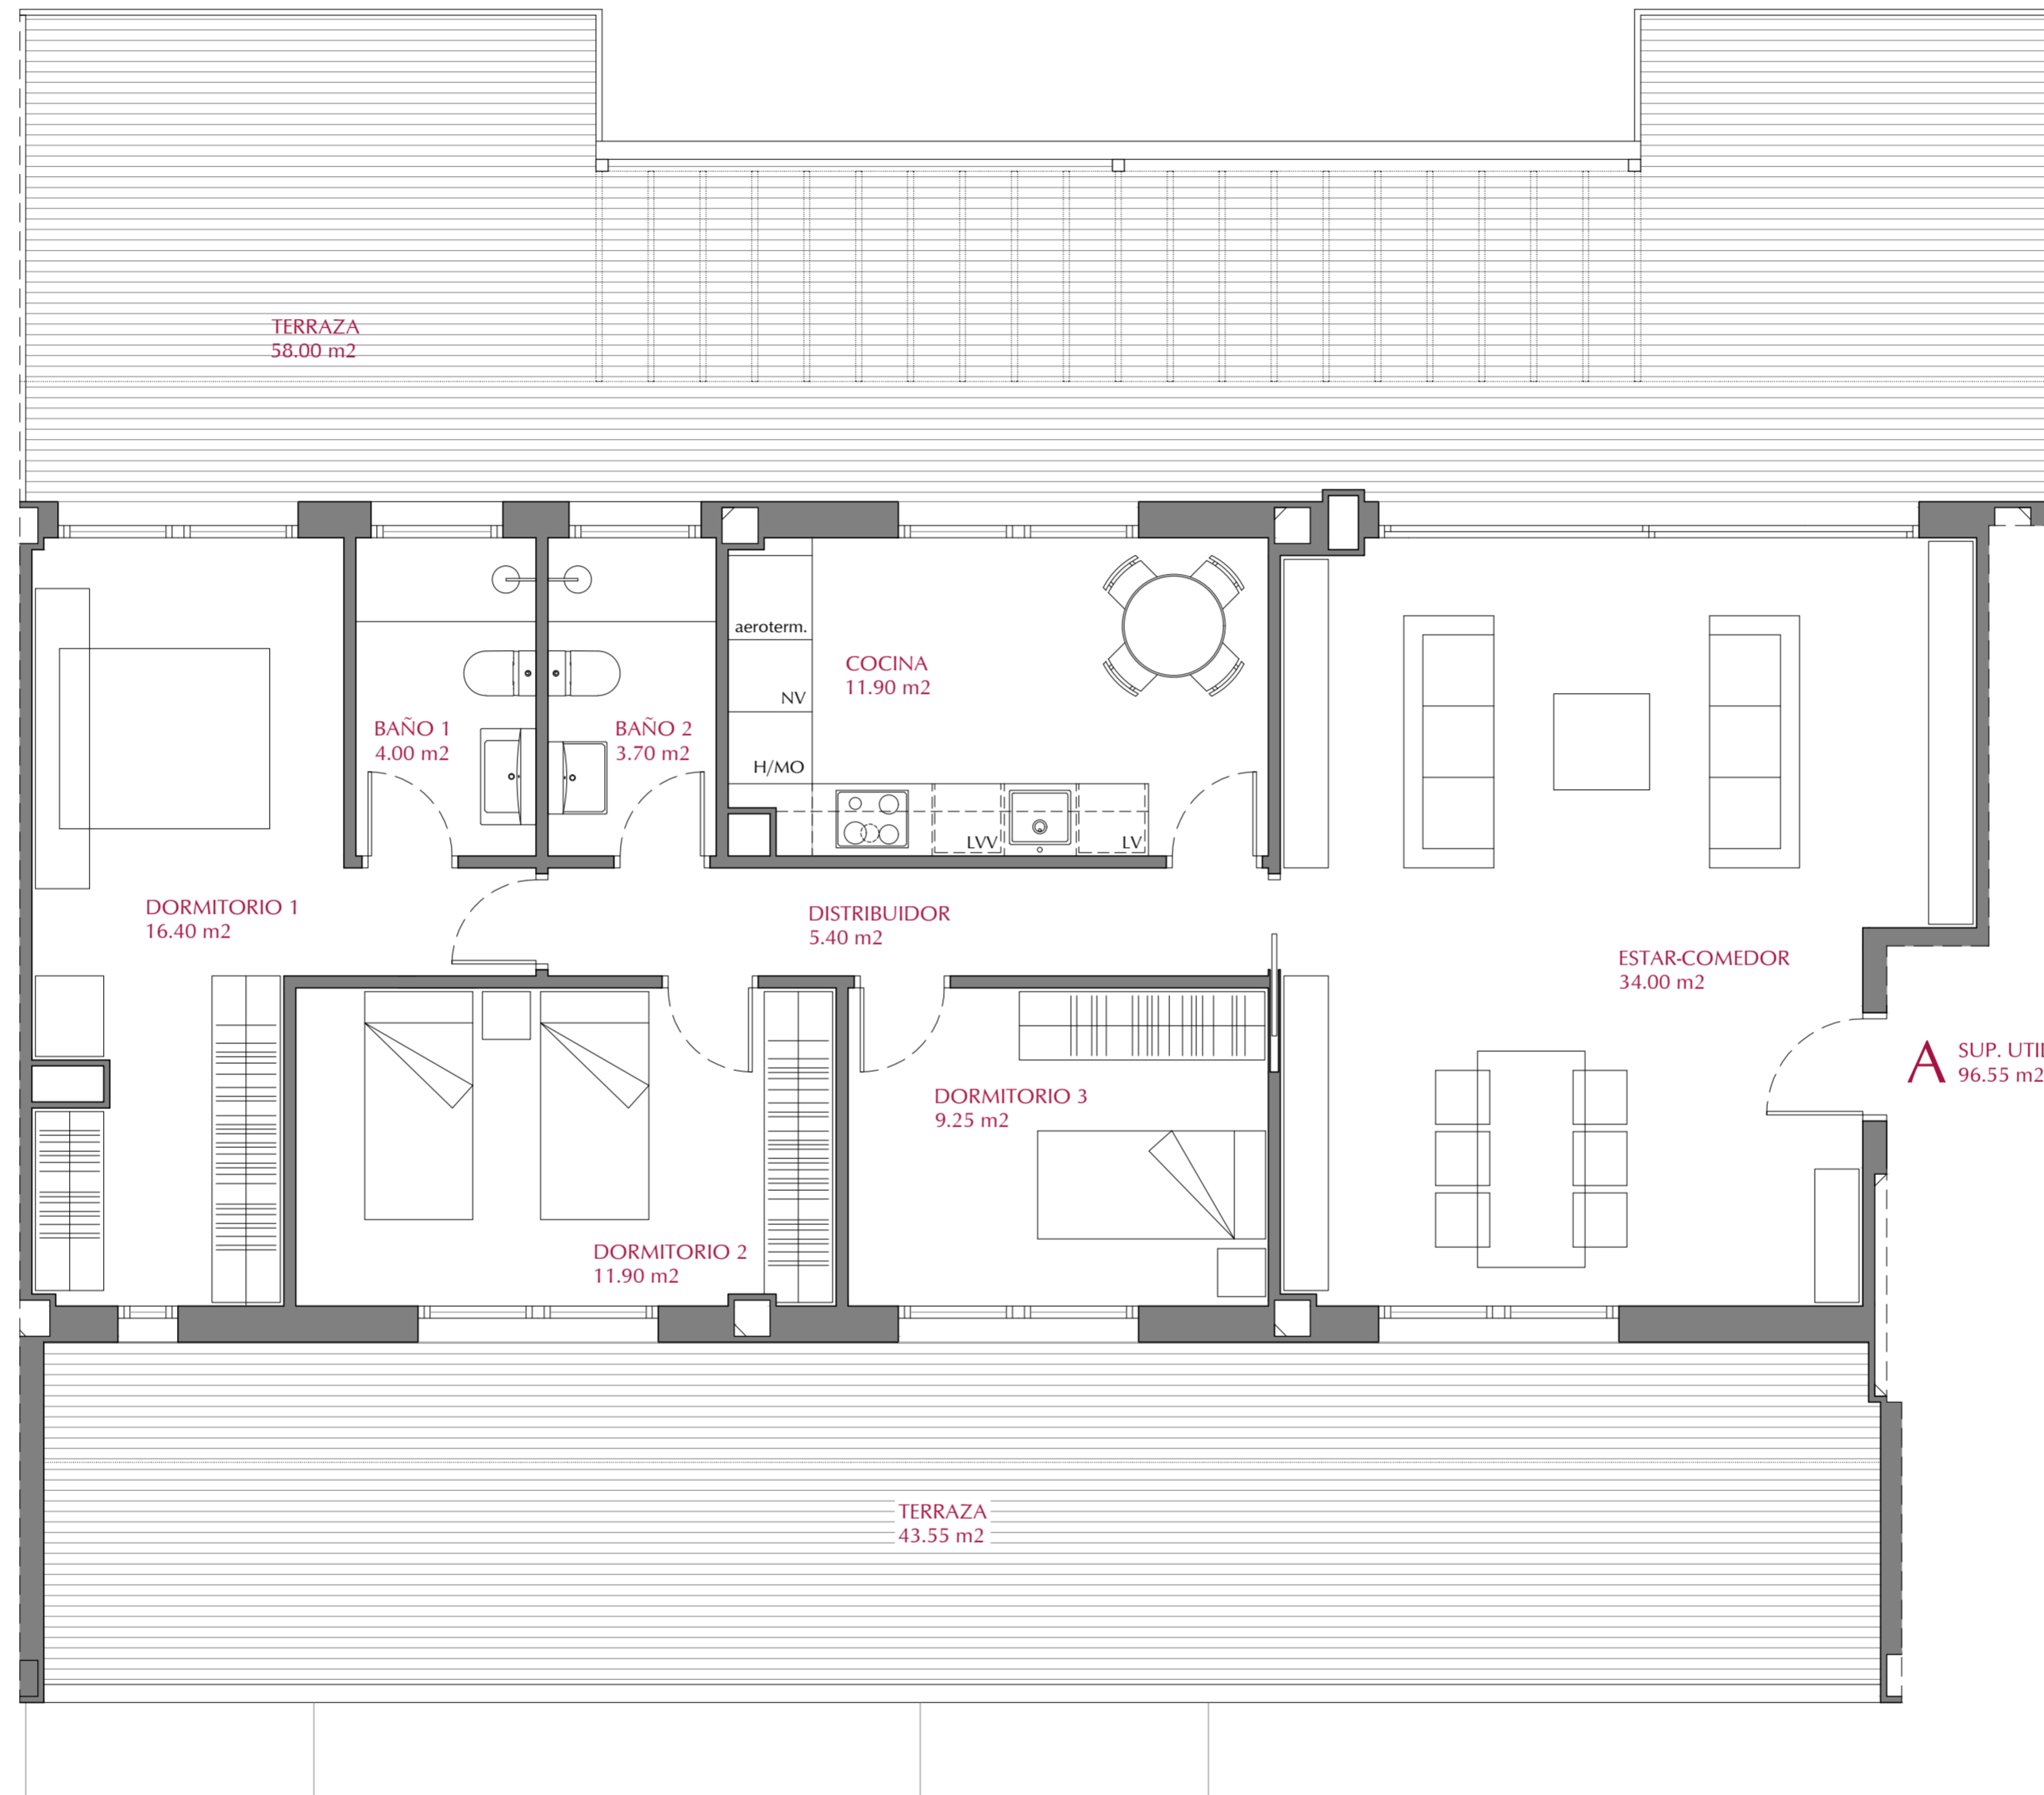 TERRAZA
58.00 m2
aeroterm.
COCINA
11.90 m2
NV
BAÑO 1
4.00 m2
BAÑO 2
3.70 m2
H/MO
LVV
LV
DORMITORIO 1
16.40 m2
DISTRIBUIDOR
5.40 m2
ESTAR-COMEDOR
34.00 m2
A
SUP. UTIL
96.55 m2
DORMITORIO 3
9.25 m2
DORMITORIO 2
11.90 m2
TERRAZA
43.55 m2